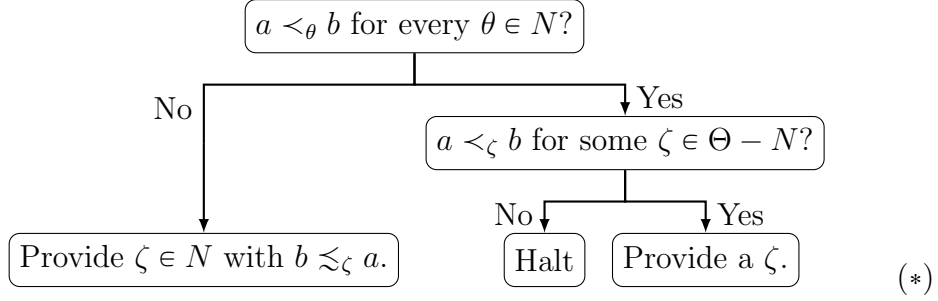 a ≺_θ b for every θ ∈ N?
No
Yes
a ≺_ζ b for some ζ ∈ Θ − N?
No
Yes
Provide ζ ∈ N with b ≾_ζ a.
Halt
Provide a ζ.
(∗)